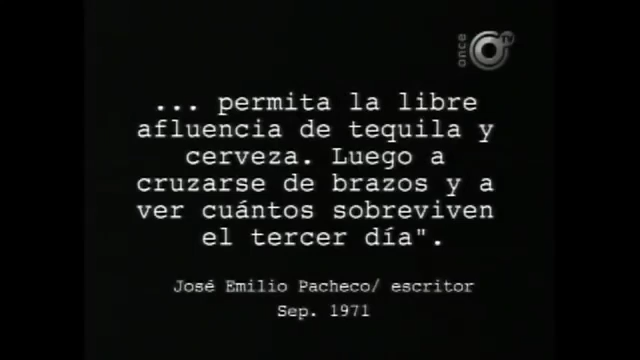 once TV
... permita la libre
afluencia de tequila y
cerveza. Luego a
cruzarse de brazos y a
ver cuántos sobreviven
el tercer día".
José Emilio Pacheco/ escritor
Sep. 1971